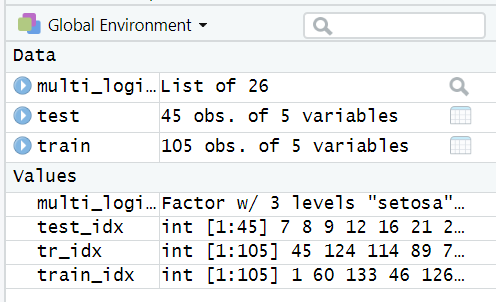 Global Environment
Data
multi_logi… List of 26
test 45 obs. of 5 variables
train 105 obs. of 5 variables
Values
multi_logi… Factor w/ 3 levels "setosa"…
test_idx int [1:45] 7 8 9 12 16 21 2…
tr_idx int [1:105] 45 124 114 89 7…
train_idx int [1:105] 1 60 133 46 126…